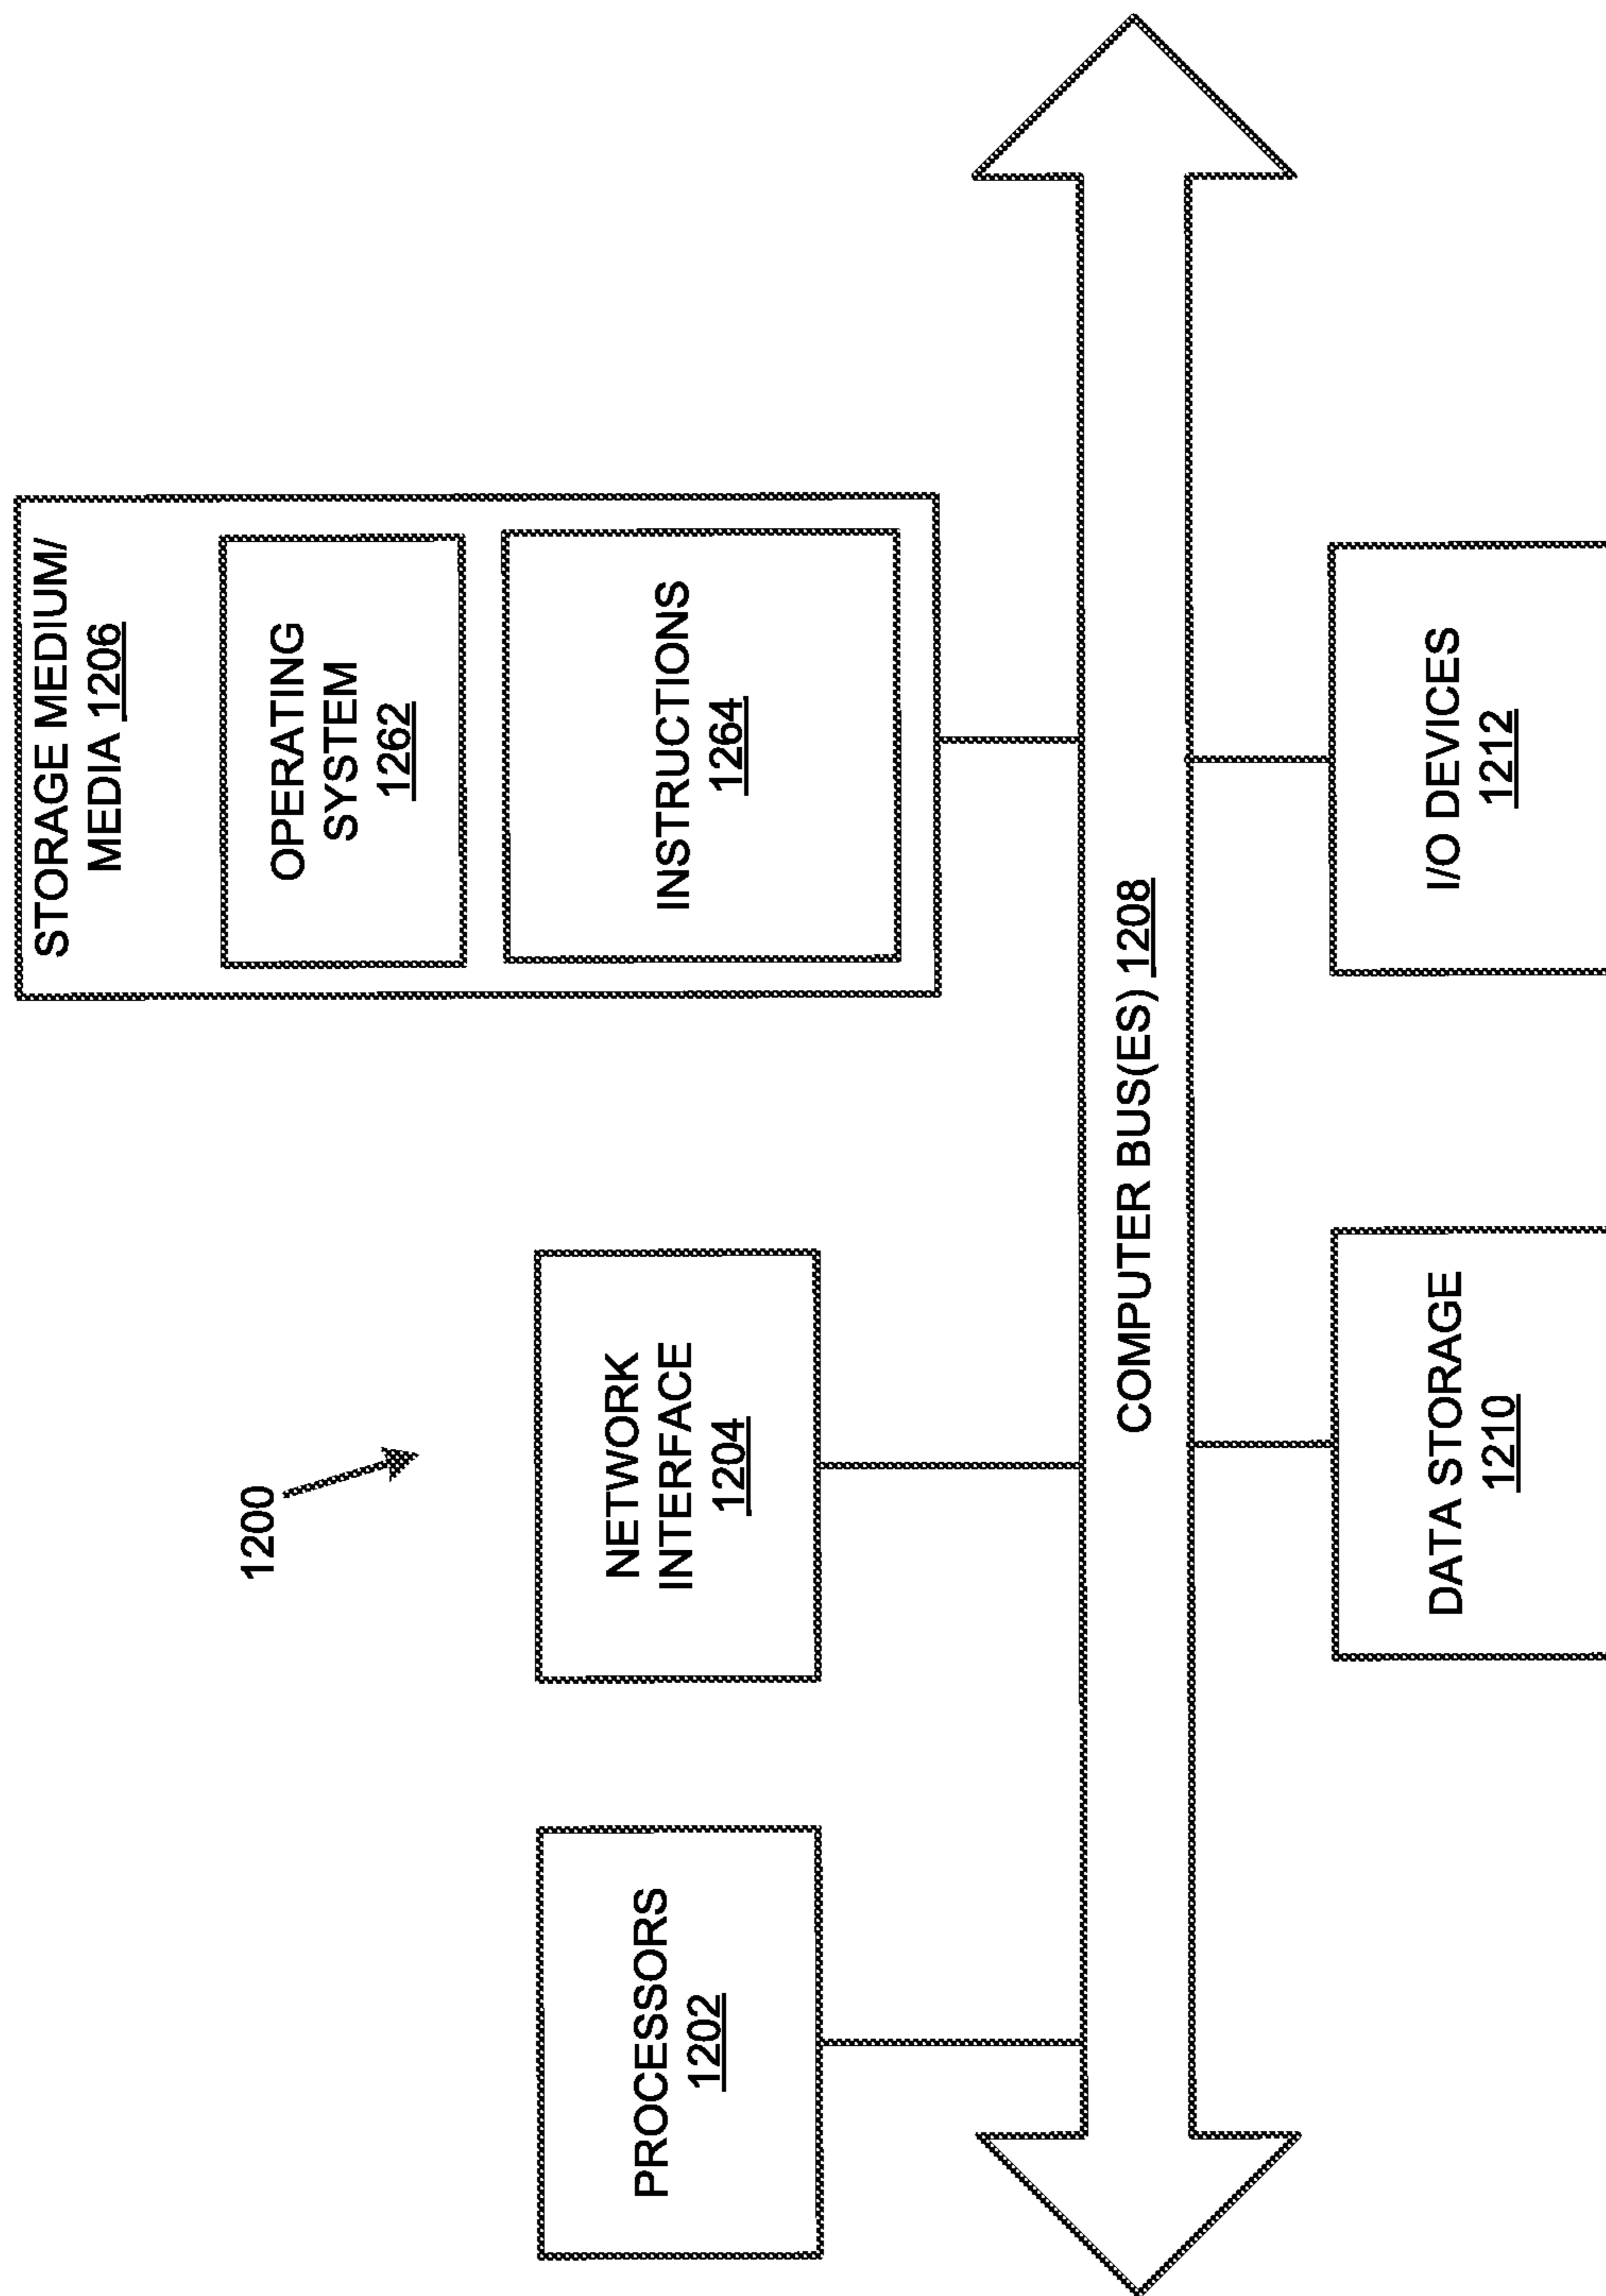 1200
PROCESSORS
1202
NETWORK
INTERFACE
1204
STORAGE MEDIUM/
MEDIA 1206
OPERATING
SYSTEM
1262
INSTRUCTIONS
1264
COMPUTER BUS(ES) 1208
DATA STORAGE
1210
I/O DEVICES
1212